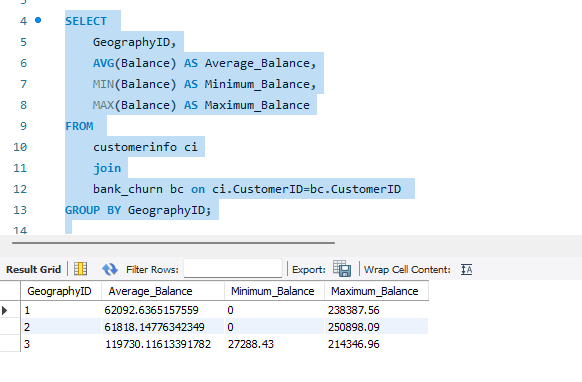 4 SELECT
5 GeographyID,
6 AVG(Balance) AS Average_Balance,
7 MIN(Balance) AS Minimum_Balance,
8 MAX(Balance) AS Maximum_Balance
9 FROM
10 customerinfo ci
11 join
12 bank_churn bc on ci.CustomerID=bc.CustomerID
13 GROUP BY GeographyID;
14
Result Grid Filter Rows: Export: Wrap Cell Content: IA
GeographyID Average_Balance Minimum_Balance Maximum_Balance
1 62092.6365157559 0 238387.56
2 61818.14776342349 0 250898.09
3 119730.11613391782 27288.43 214346.96